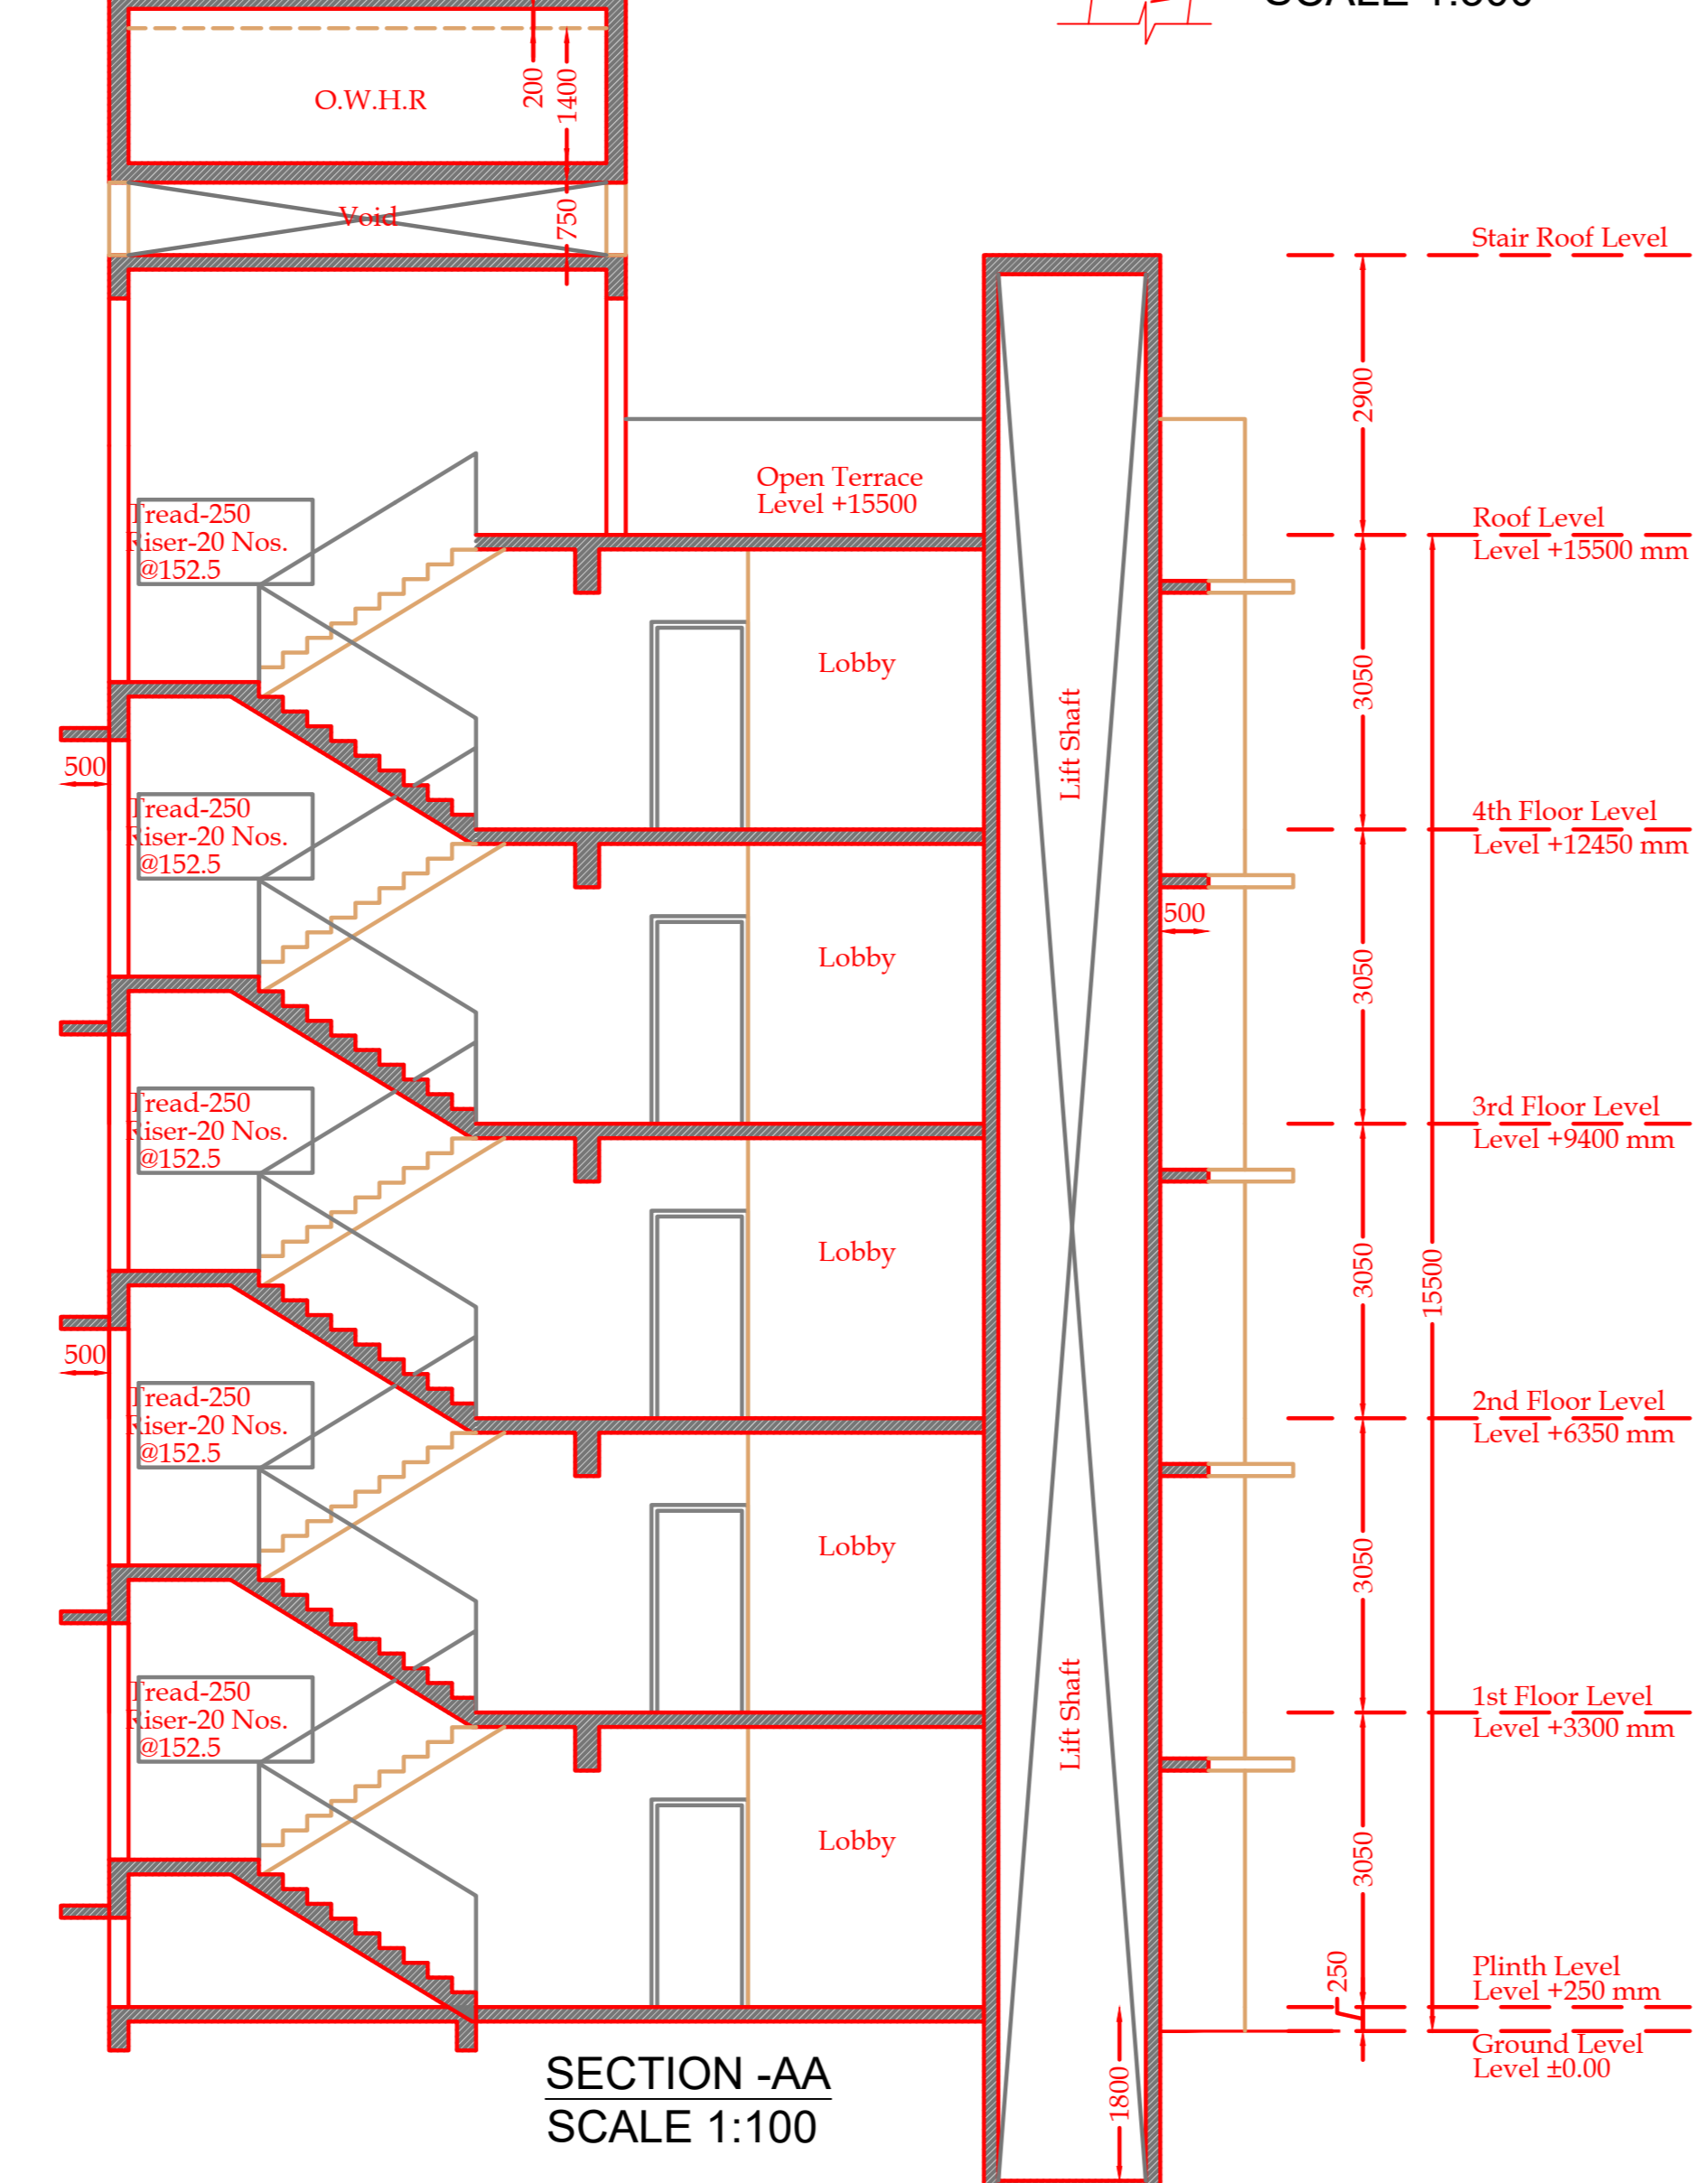 O.W.H.R
200
1400
Void
750
Stair Roof Level
2900
Open Terrace
Level +15500
Tread-250
Riser-20 Nos.
@152.5
Roof Level
Level +15500 mm
Lobby
3050
Lift Shaft
500
Tread-250
Riser-20 Nos.
@152.5
4th Floor Level
Level +12450 mm
500
Lobby
3050
Tread-250
Riser-20 Nos.
@152.5
3rd Floor Level
Level +9400 mm
Lobby
3050
15500
500
Tread-250
Riser-20 Nos.
@152.5
2nd Floor Level
Level +6350 mm
Lobby
3050
Lift Shaft
Tread-250
Riser-20 Nos.
@152.5
1st Floor Level
Level +3300 mm
Lobby
3050
250
Plinth Level
Level +250 mm
Ground Level
Level ±0.00
1800
SECTION -AA
SCALE 1:100